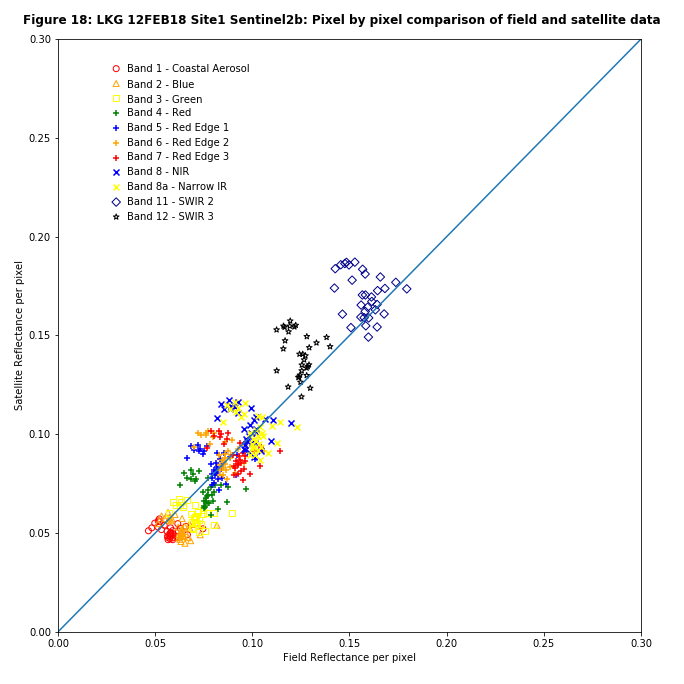 Figure 18: LKG 12FEB18 Site1 Sentinel2b: Pixel by pixel comparison of field and satellite data
0.30
Band 1 - Coastal Aerosol
Band 2 - Blue
Band 3 - Green
Band 4 - Red
Band 5 - Red Edge 1
Band 6 - Red Edge 2
Band 7 - Red Edge 3
Band 8 - NIR
Band 8a - Narrow IR
Band 11 - SWIR 2
Band 12 - SWIR 3
0.25
0.20
0.15
0.10
0.05
0.00
Satellite Reflectance per pixel
0.00 0.05 0.10 0.15 0.20 0.25 0.30
Field Reflectance per pixel